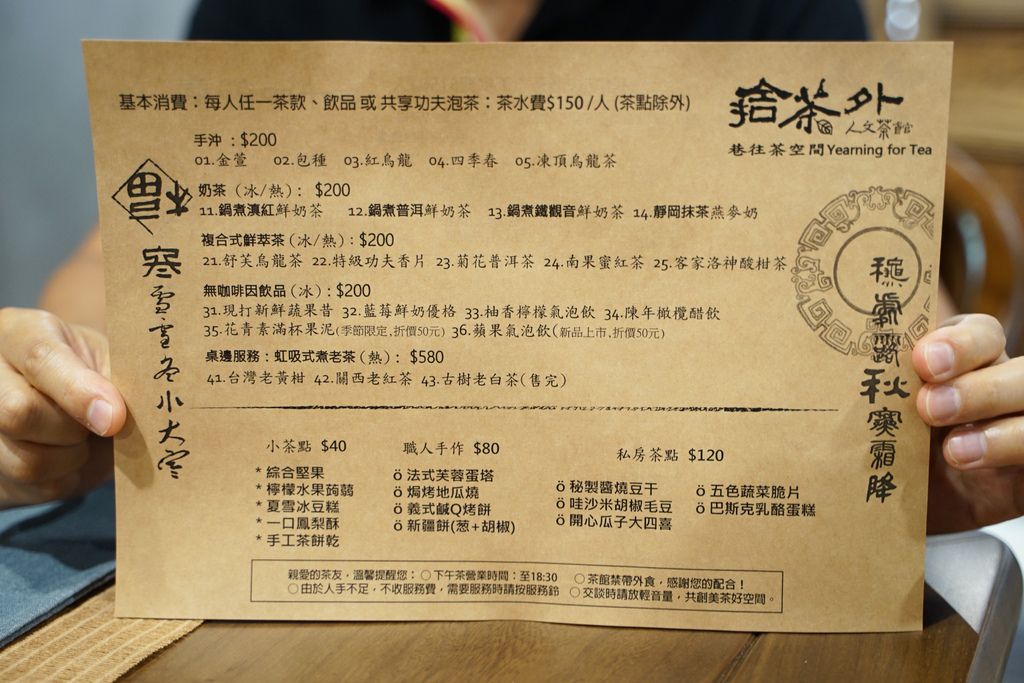 基本消費：每人任一茶款、飲品 或 共享功夫泡茶：茶水費$150 /人 (茶點除外)
拾茶外
人文茶館
巷往茶空間Yearning for Tea
手沖：$200
01.金萱 02.包種 03.紅烏龍 04.四季春 05.凍頂烏龍茶
奶茶（冰/熱）： $200
11.鍋煮滇紅鮮奶茶 12.鍋煮普洱鮮奶茶 13.鍋煮鐵觀音鮮奶茶 14.靜岡抹茶燕麥奶
複合式鮮萃茶（冰/熱）：$200
21.舒芙烏龍茶 22.特級功夫香片 23.菊花普洱茶 24.南果蜜紅茶 25.客家洛神酸柑茶
無咖啡因飲品（冰）：$200
31.現打新鮮蔬果昔 32.藍莓鮮奶優格 33.柚香檸檬氣泡飲 34.陳年橄欖醋飲
35.花青素滿杯果泥(季節限定,折價50元) 36.蘋果氣泡飲(新品上市,折價50元)
桌邊服務：虹吸式煮老茶（熱）： $580
41.台灣老黃柑 42.關西老紅茶 43.古樹老白茶(售完)
寒雪雪冬小大寒
秋寒霜降
小茶點 $40
* 綜合堅果
* 檸檬水果蒟蒻
* 夏雪冰豆糕
* 一口鳳梨酥
* 手工茶餅乾
職人手作 $80
ö 法式芙蓉蛋塔
ö 焗烤地瓜燒
ö 義式鹹Q烤餅
ö 新疆餅(葱+胡椒)
私房茶點 $120
ö 秘製醬燒豆干
ö 哇沙米胡椒毛豆
ö 開心瓜子大四喜
ö 五色蔬菜脆片
ö 巴斯克乳酪蛋糕
親愛的茶友，溫馨提醒您：○下午茶營業時間：至18:30 ○茶館禁帶外食，感謝您的配合！
○由於人手不足，不收服務費，需要服務時請按服務鈴 ○交談時請放輕音量，共創美茶好空間。